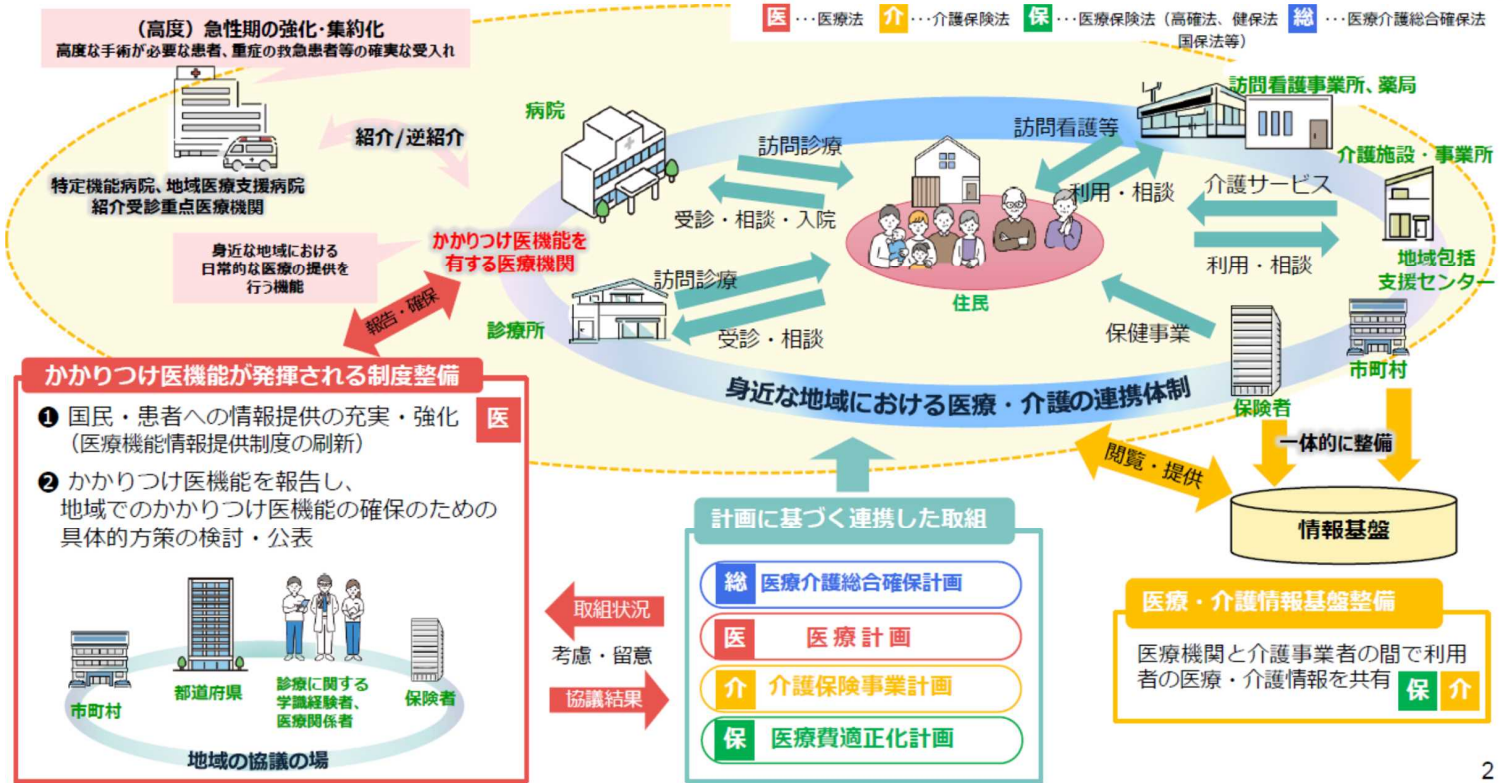 （高度）急性期の強化・集約化
高度な手術が必要な患者、重症の救急患者等の確実な受入れ
医・・・医療法 介・・・介護保険法 保・・・医療保険法（高確法、健保法 総・・・医療介護総合確保法
国保法等）
特定機能病院、地域医療支援病院
紹介受診重点医療機関
紹介/逆紹介
身近な地域における
日常的な医療の提供を
行う機能
かかりつけ医機能を
有する医療機関
報告・確保
病院
訪問診療
受診・相談・入院
診療所
訪問診療
受診・相談
住民
訪問看護事業所、薬局
訪問看護等
利用・相談
介護施設・事業所
介護サービス
利用・相談
地域包括
支援センター
保健事業
保険者
市町村
身近な地域における医療・介護の連携体制
一体的に整備
閲覧・提供
情報基盤
かかりつけ医機能が発揮される制度整備
❶ 国民・患者への情報提供の充実・強化
（医療機能情報提供制度の刷新）
医
❷ かかりつけ医機能を報告し、
地域でのかかりつけ医機能の確保のための
具体的方策の検討・公表
市町村
都道府県
診療に関する
学識経験者、
医療関係者
保険者
地域の協議の場
取組状況
考慮・留意
協議結果
計画に基づく連携した取組
総 医療介護総合確保計画
医 医療計画
介 介護保険事業計画
保 医療費適正化計画
医療・介護情報基盤整備
医療機関と介護事業者の間で利用
者の医療・介護情報を共有
保 介
2